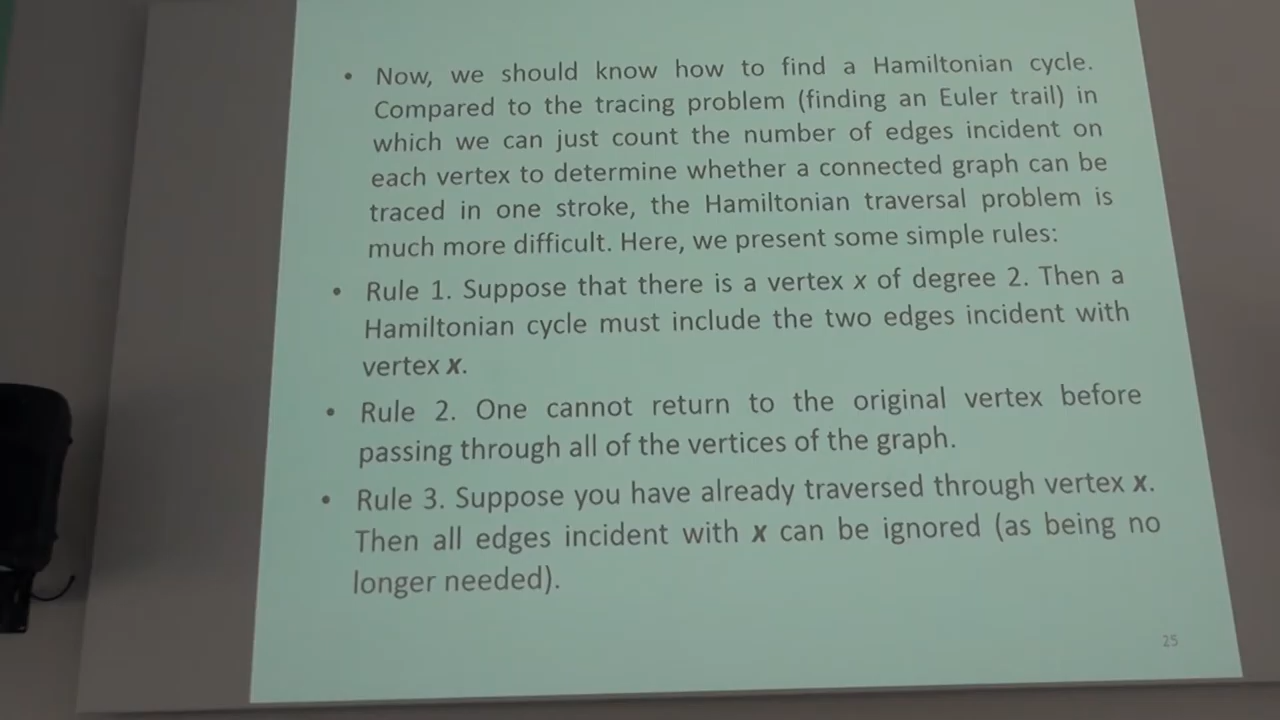 • Now, we should know how to find a Hamiltonian cycle.
Compared to the tracing problem (finding an Euler trail) in
which we can just count the number of edges incident on
each vertex to determine whether a connected graph can be
traced in one stroke, the Hamiltonian traversal problem is
much more difficult. Here, we present some simple rules:
• Rule 1. Suppose that there is a vertex x of degree 2. Then a
Hamiltonian cycle must include the two edges incident with
vertex x.
• Rule 2. One cannot return to the original vertex before
passing through all of the vertices of the graph.
• Rule 3. Suppose you have already traversed through vertex x.
Then all edges incident with x can be ignored (as being no
longer needed).
25